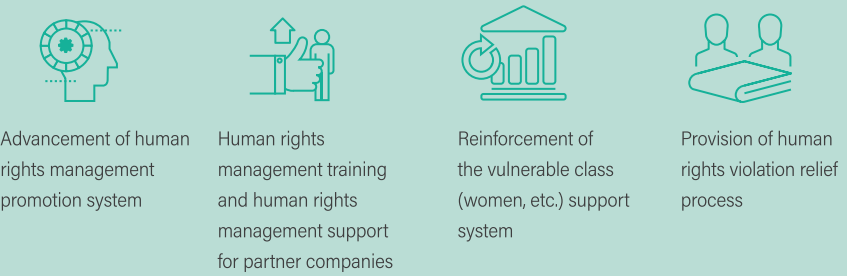 Advancement of human
rights management
promotion system
Human rights
management training
and human rights
management support
for partner companies
Reinforcement of
the vulnerable class
(women, etc.) support
system
Provision of human
rights violation relief
process